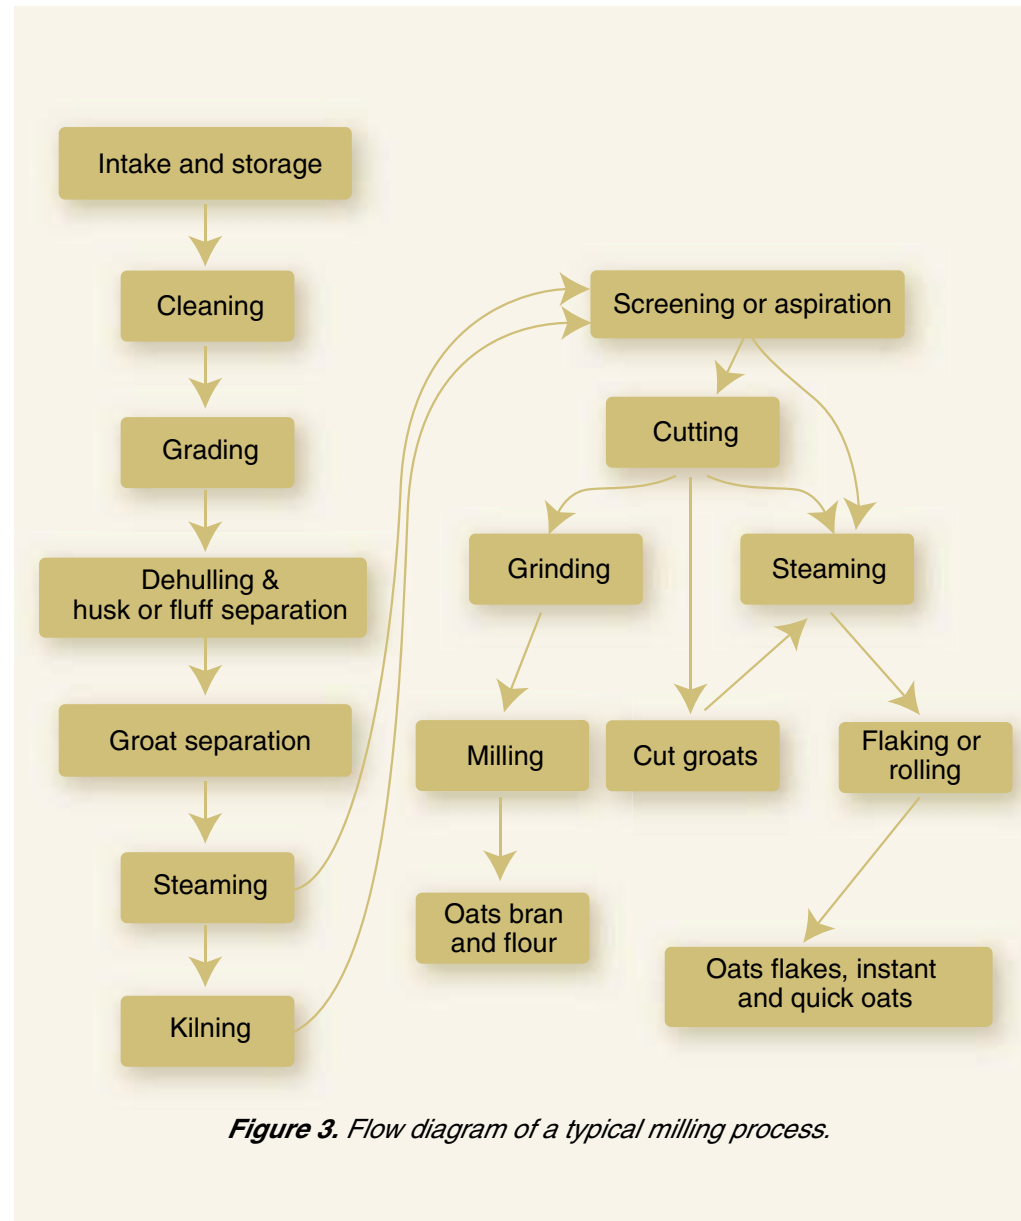 Intake and storage
Cleaning
Grading
Dehulling &
husk or fluff separation
Groat separation
Steaming
Kilning
Screening or aspiration
Cutting
Grinding
Steaming
Milling
Cut groats
Flaking or
rolling
Oats bran
and flour
Oats flakes, instant
and quick oats
Figure 3. Flow diagram of a typical milling process.